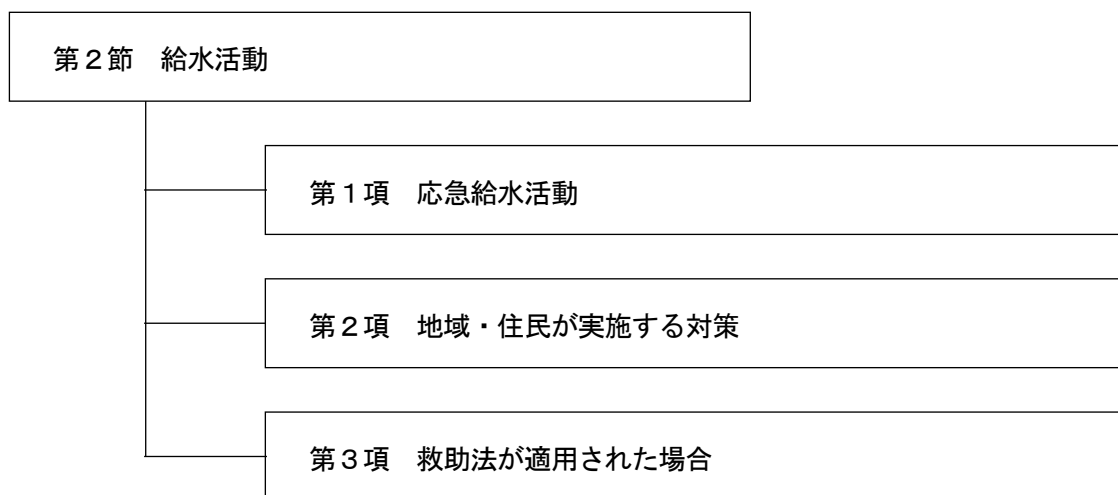 第２節　給水活動
第１項　応急給水活動
第２項　地域・住民が実施する対策
第３項　救助法が適用された場合